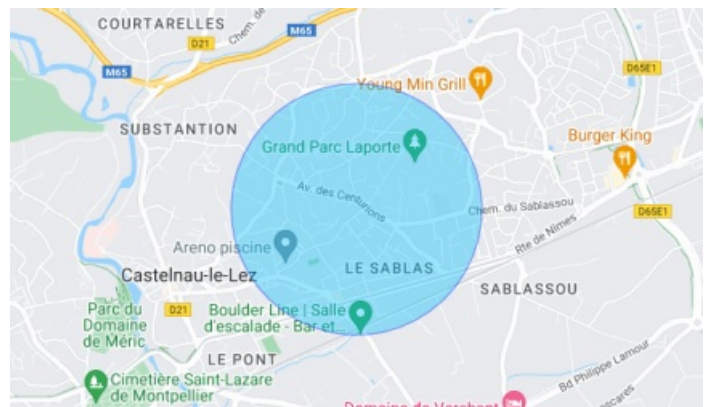 COURTARELLES
M65
D21
Chem. de
M65
D65E1
Young Min Grill
SUBSTANTION
Burger King
Grand Parc Laporte
Av. des Centurions
Chem. du Sablassou
D65E1
Rte de Nîmes
Areno piscine
LE SABLAS
Castelnau-le-Lez
SABLASSOU
Parc du
Domaine
de Méric
D21
Boulder Line | Salle
d'escalade - Bar et...
LE PONT
Bd Philippe Lamour
Cimetière Saint-Lazare
de Montpellier
Domaine de Verchant